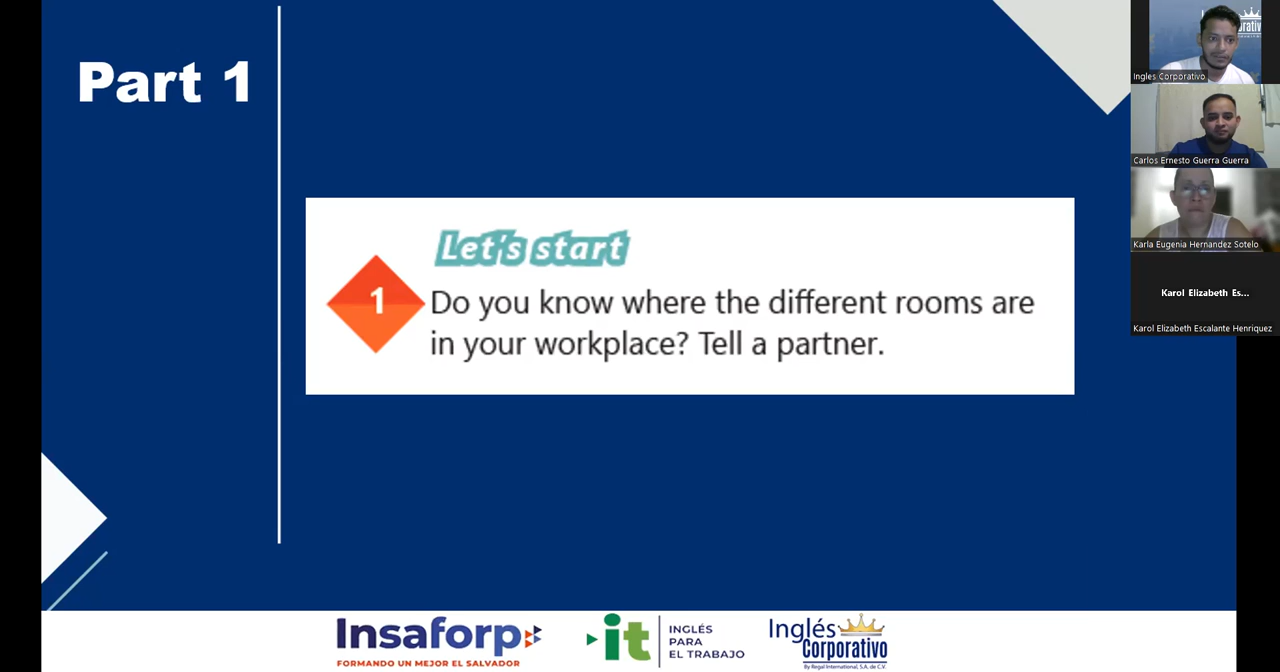 Part 1
Let's start
1
Do you know where the different rooms are
in your workplace? Tell a partner.
Insaforp
FORMANDO UN MEJOR EL SALVADOR
it
INGLÉS
PARA
EL TRABAJO
Inglés
Corporativo
By Regal International, S.A. de C.V.
Ingles Corporativo
Carlos Ernesto Guerra Guerra
Karla Eugenia Hernandez Sotelo
Karol Elizabeth Es...
Karol Elizabeth Escalante Henriquez